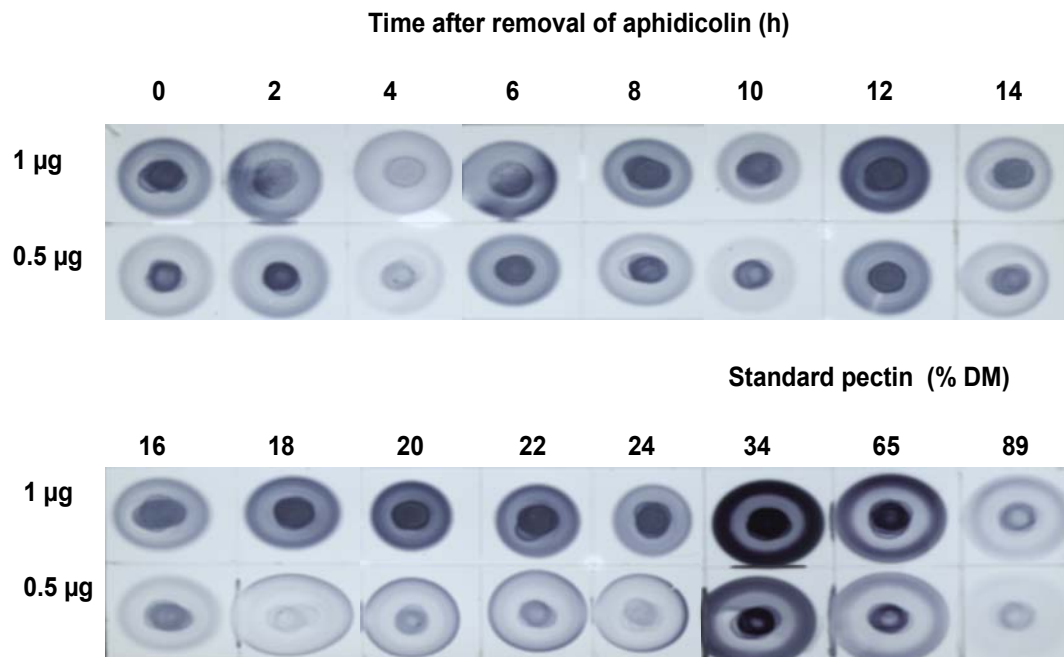 Time after removal of aphidicolin (h)
0 2 4 6 8 10 12 14
1 µg
0.5 µg
Standard pectin (% DM)
16 18 20 22 24 34 65 89
1 µg
0.5 µg